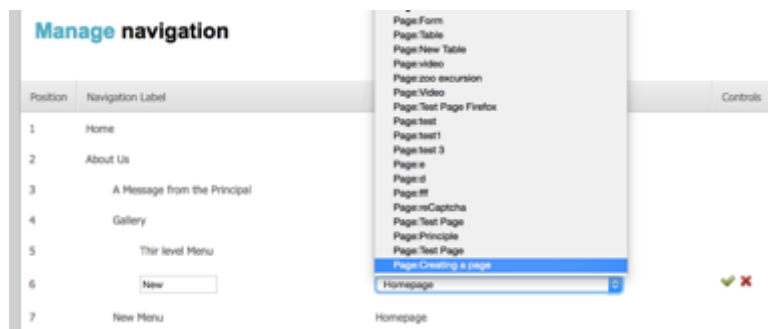 Manage navigation
Page:Form
Page:Table
Page:New Table
Page:video
Page:zoo excursion
Page:Video
Page:Test Page Firefox
Page:test
Page:test1
Page:test 3
Page:e
Page:d
Page:fff
Page:reCaptcha
Page:Test Page
Page:Principle
Page:Test Page
Page:Creating a page
Position Navigation Label Controls
1 Home
2 About Us
3 A Message from the Principal
4 Gallery
5 Thir level Menu
6 New Homepage
7 New Menu Homepage